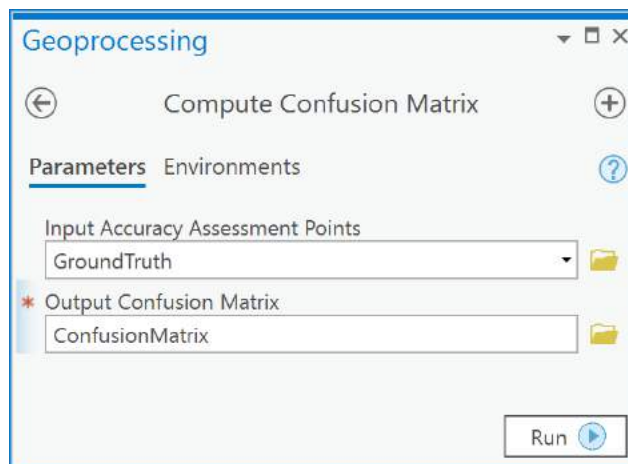 Geoprocessing
Compute Confusion Matrix
Parameters Environments
Input Accuracy Assessment Points
GroundTruth
* Output Confusion Matrix
ConfusionMatrix
Run